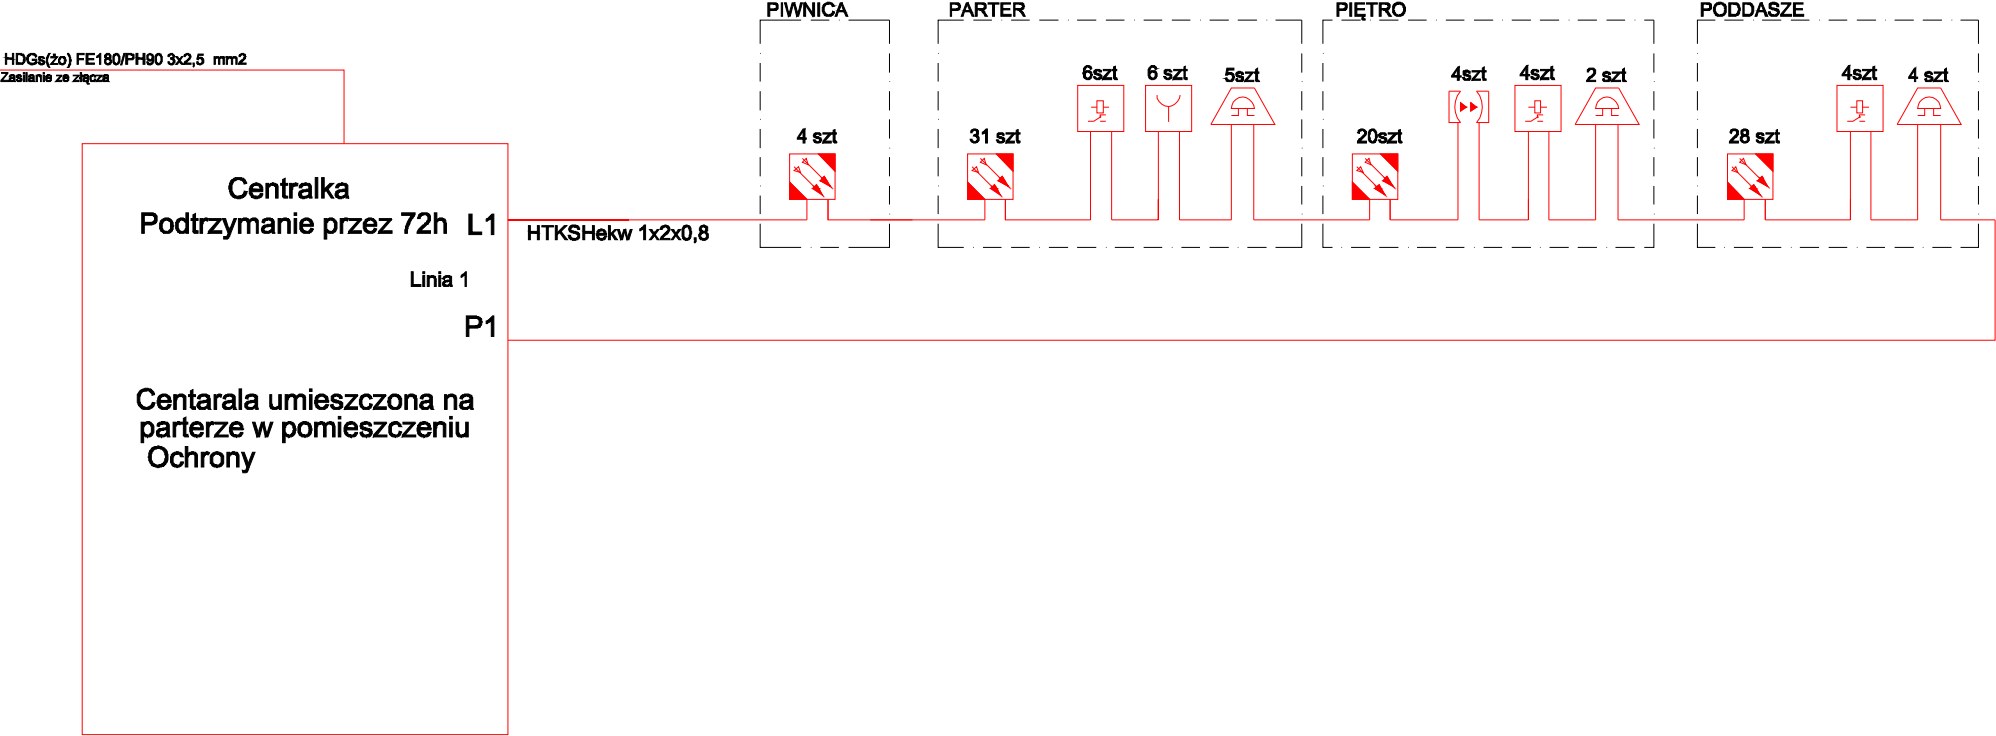 PIWNICA
PARTER
PIĘTRO
PODDASZE
HDGs(żo) FE180/PH90 3x2,5 mm2
Zasilanie ze złącza
6szt
6 szt
5szt
4szt
4szt
2 szt
4szt
4 szt
4 szt
31 szt
20szt
28 szt
Centralka
Podtrzymanie przez 72h
L1
HTKSHekw 1x2x0,8
Linia 1
P1
Centarala umieszczona na
parterze w pomieszczeniu
Ochrony